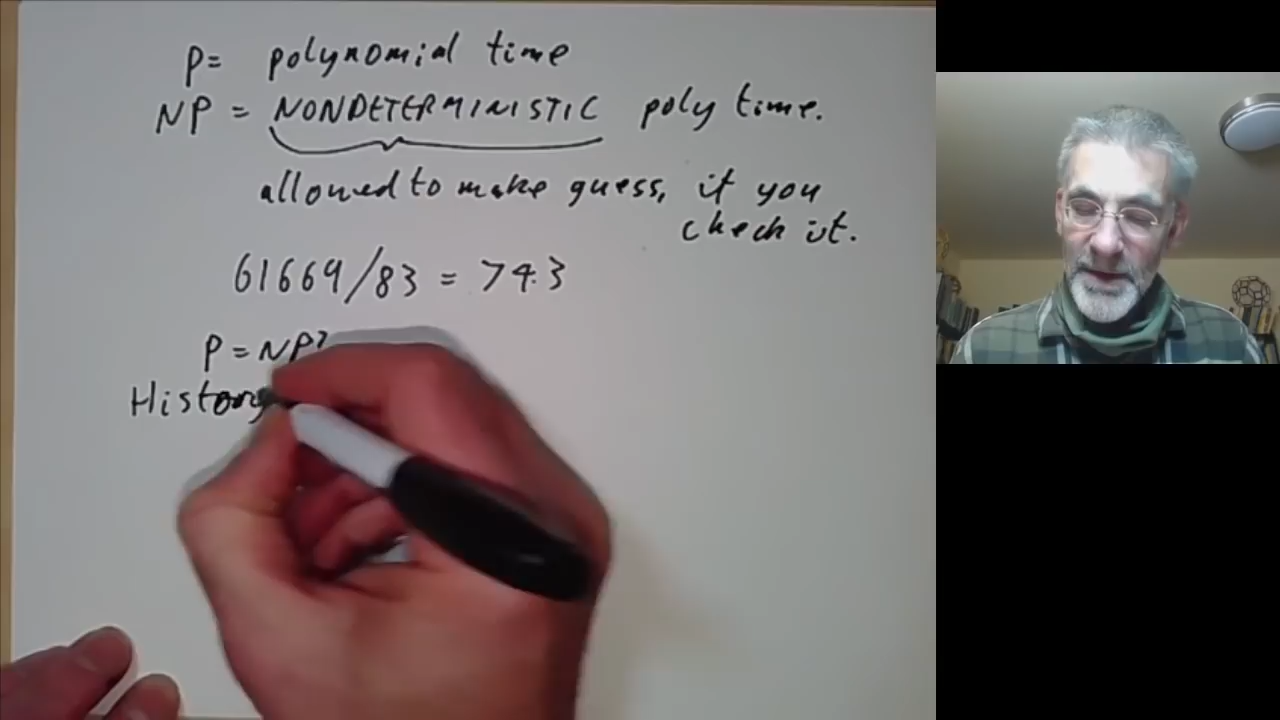 P= polynomial time
NP = NONDETERMINISTIC poly time.
allowed to make guess, if you
check it.
61669/83 = 743
P=NP?
History